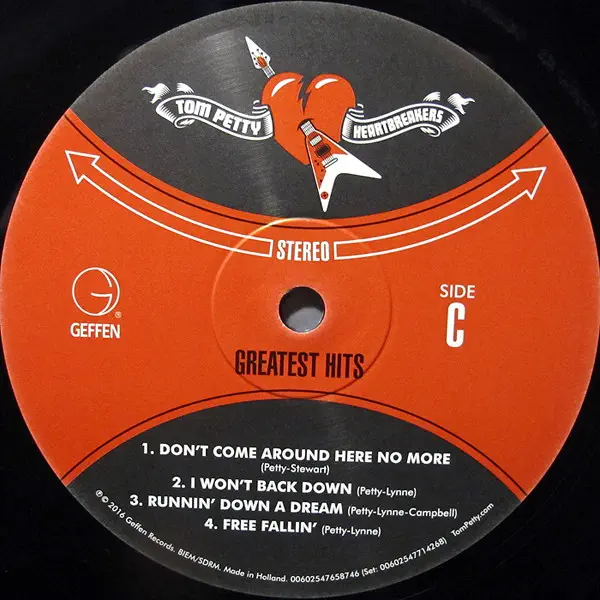 TOM PETTY HEARTBREAKERS
STEREO
GEFFEN ®
SIDE
C
GREATEST HITS
1. DON'T COME AROUND HERE NO MORE
(Petty-Stewart)
2. I WON'T BACK DOWN (Petty-Lynne)
3. RUNNIN' DOWN A DREAM (Petty-Lynne-Campbell)
4. FREE FALLIN' (Petty-Lynne)
℗© 2016 Geffen Records. BIEM/SDRM. Made in Holland. 00602547658746 (Set: 00602547714268) TomPetty.com